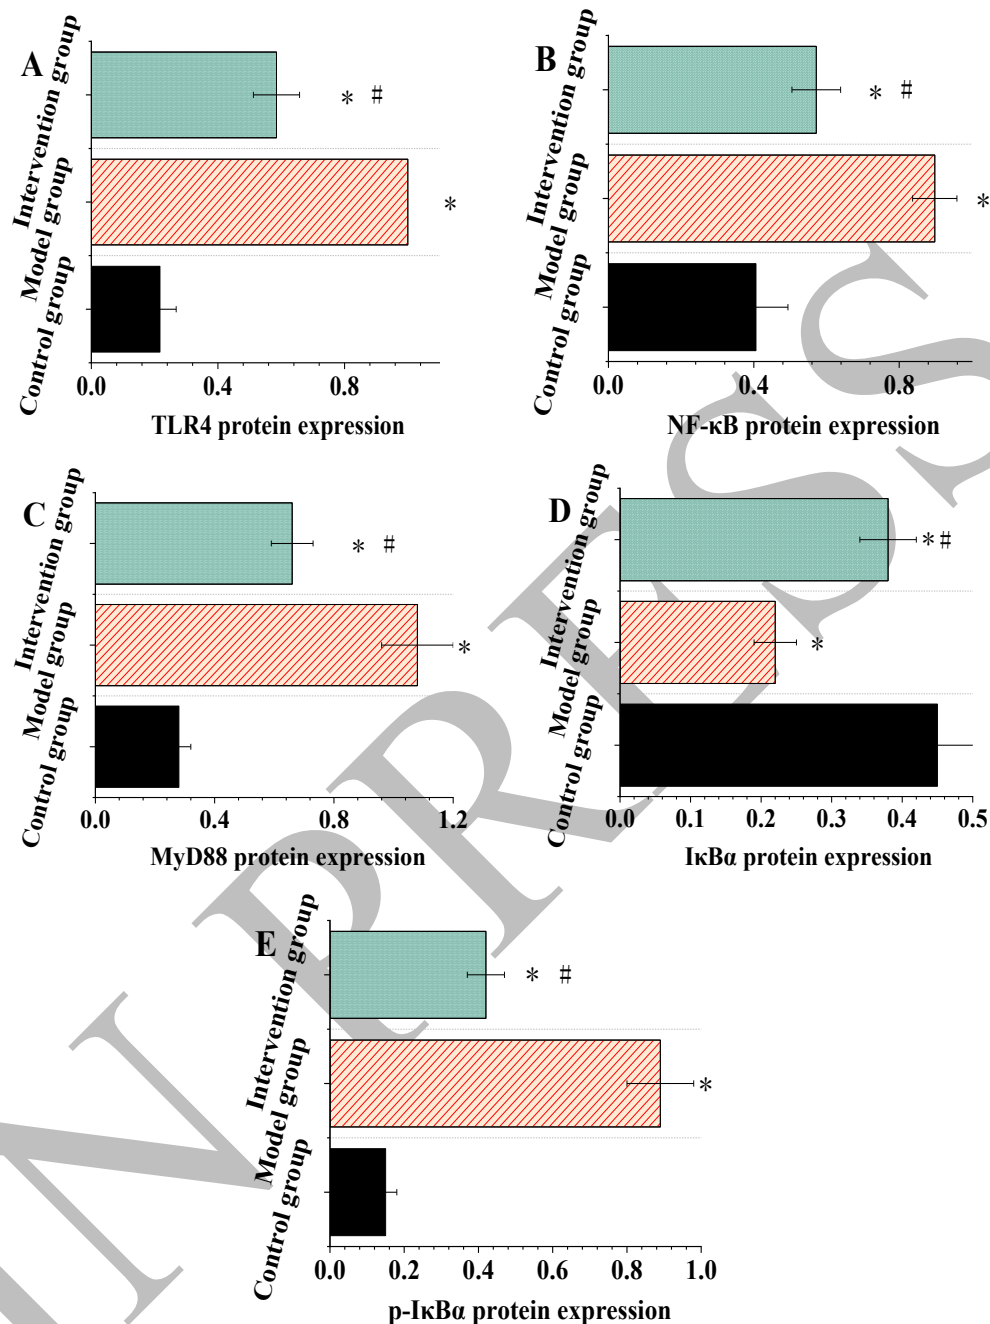 A
Intervention group
Model group
Control group
* #
*
0.0 0.4 0.8
TLR4 protein expression
B
Intervention group
Model group
Control group
* #
*
0.0 0.4 0.8
NF-κB protein expression
C
Intervention group
Model group
Control group
* #
*
0.0 0.4 0.8 1.2
MyD88 protein expression
D
Intervention group
Model group
Control group
* #
*
0.0 0.1 0.2 0.3 0.4 0.5
IκBα protein expression
E
Intervention group
Model group
Control group
* #
*
0.0 0.2 0.4 0.6 0.8 1.0
p-IκBα protein expression
IN PRESS